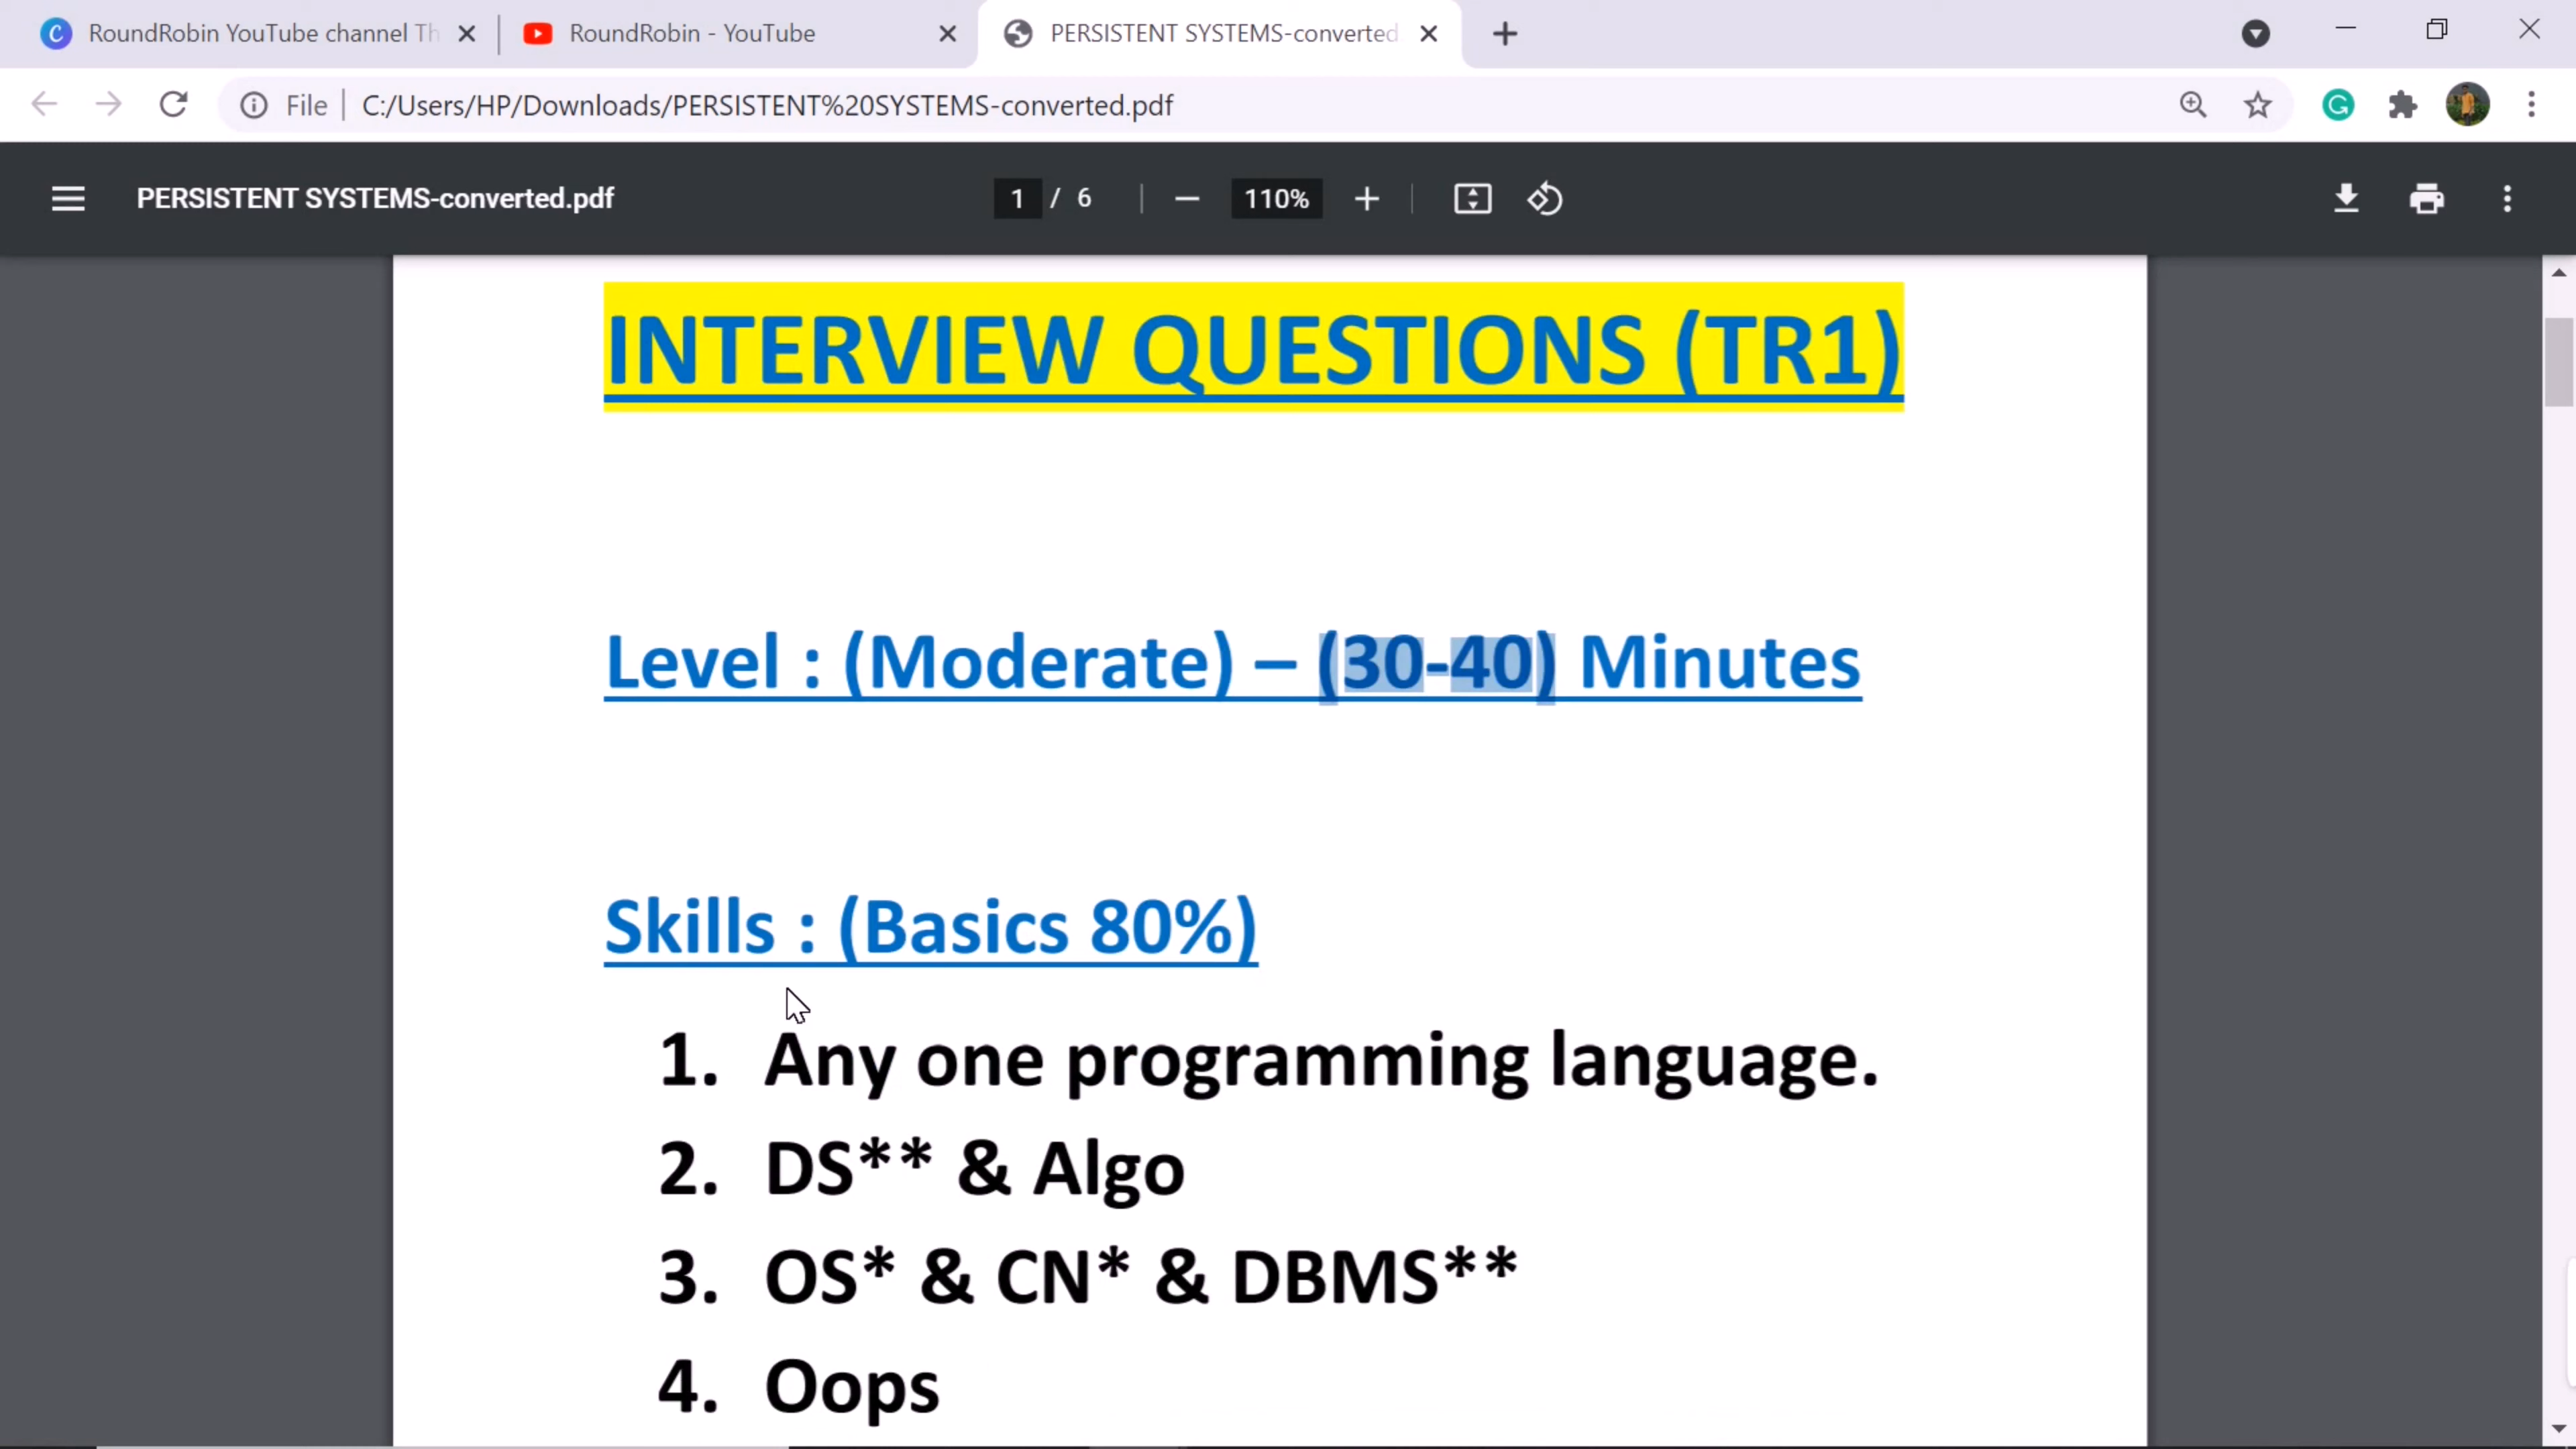 RoundRobin YouTube channel Th
RoundRobin - YouTube
PERSISTENT SYSTEMS-converted
File
C:/Users/HP/Downloads/PERSISTENT%20SYSTEMS-converted.pdf
PERSISTENT SYSTEMS-converted.pdf
1 / 6
110%
INTERVIEW QUESTIONS (TR1)
Level : (Moderate) – (30-40) Minutes
Skills : (Basics 80%)
1. Any one programming language.
2. DS** & Algo
3. OS* & CN* & DBMS**
4. Oops